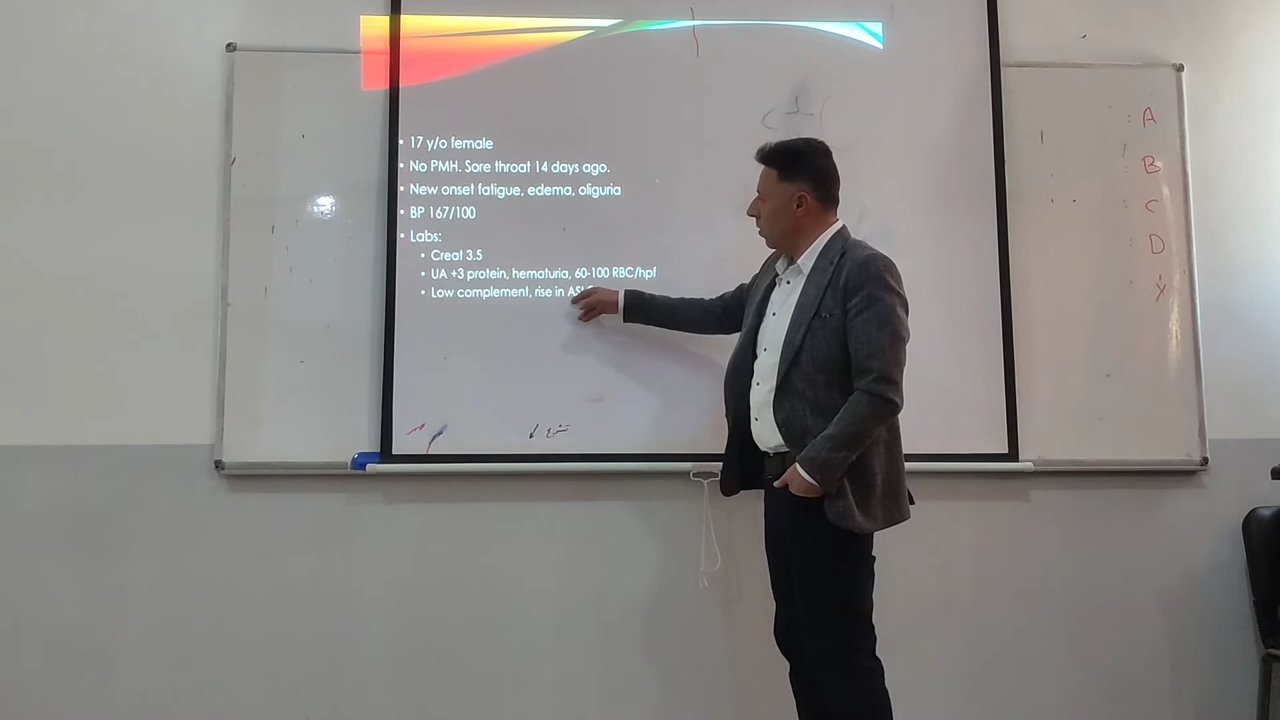 • 17 y/o female
• No PMH. Sore throat 14 days ago.
• New onset fatigue, edema, oliguria
• BP 167/100
• Labs:
• Creat 3.5
• UA +3 protein, hematuria, 60-100 RBC/hpf
• Low complement, rise in
: A
: B
: C
: D